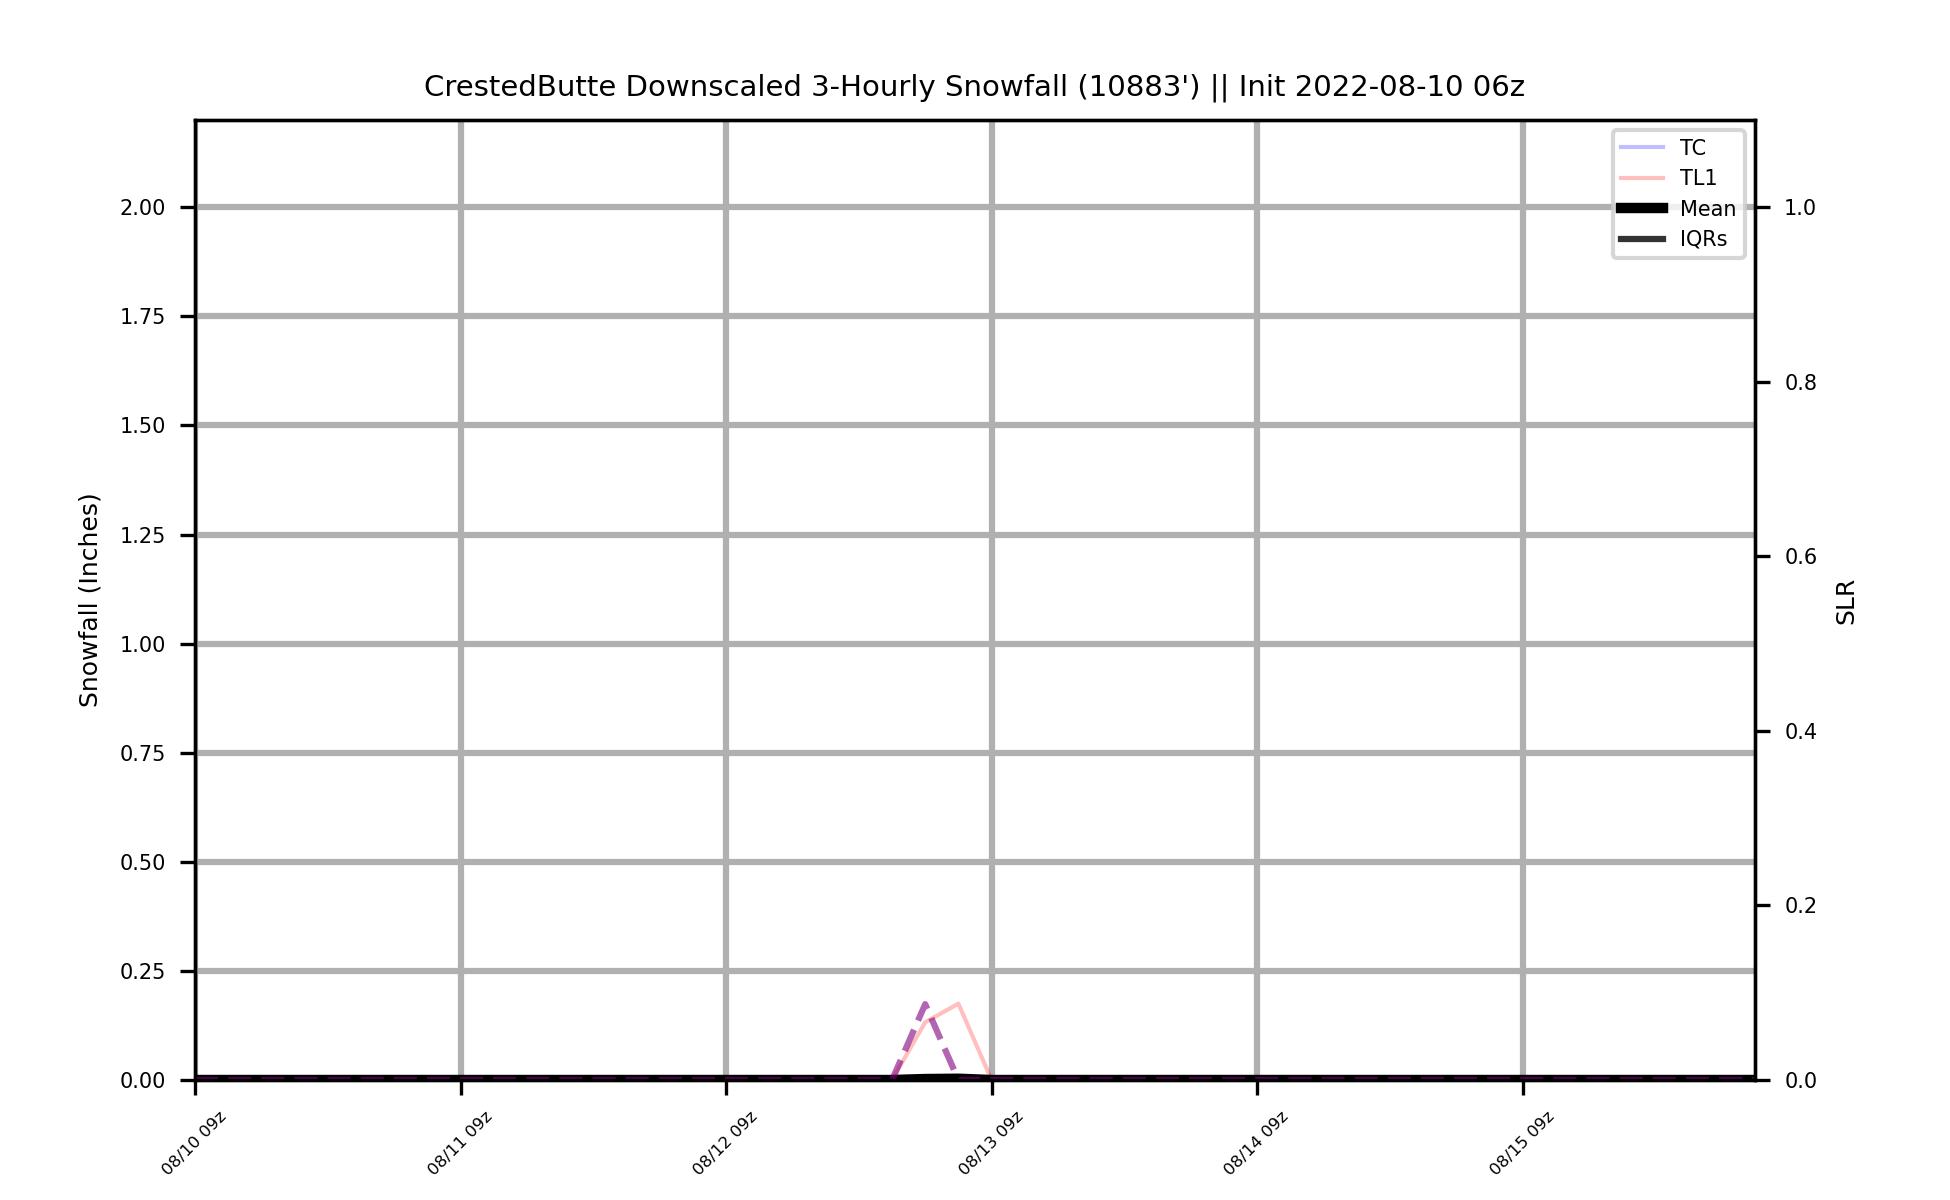 CrestedButte Downscaled 3-Hourly Snowfall (10883') || Init 2022-08-10 06z
TC
TL1
Mean
IQRs
2.00
1.75
1.50
1.25
1.00
0.75
0.50
0.25
0.00
Snowfall (Inches)
1.0
0.8
0.6
0.4
0.2
0.0
SLR
08/10 09z
08/11 09z
08/12 09z
08/13 09z
08/14 09z
08/15 09z